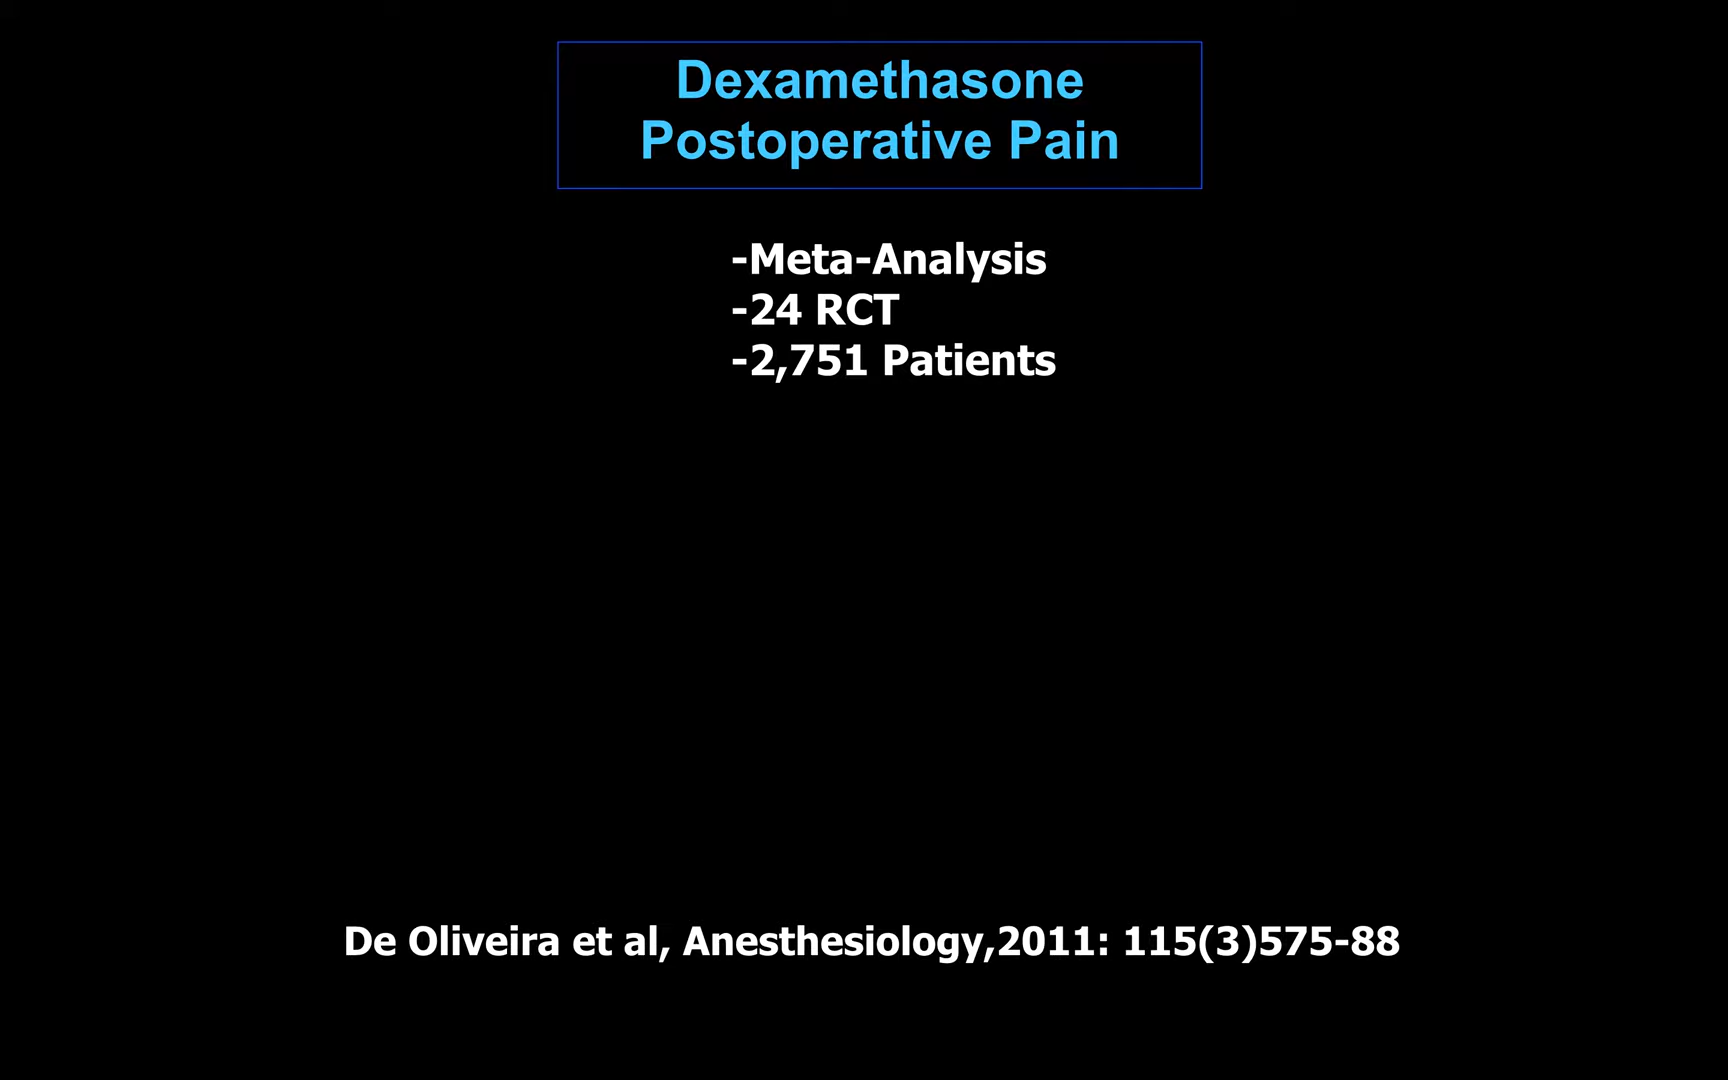 Dexamethasone
Postoperative Pain
-Meta-Analysis
-24 RCT
-2,751 Patients
De Oliveira et al, Anesthesiology,2011: 115(3)575-88